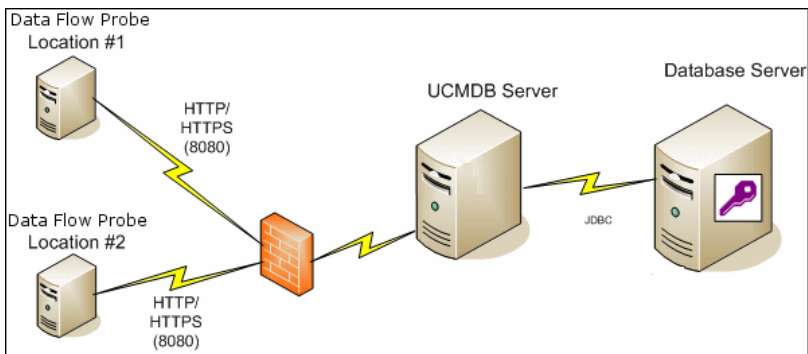 Data Flow Probe
Location #1
HTTP/
HTTPS
(8080)
UCMDB Server
Database Server
JDBC
Data Flow Probe
Location #2
HTTP/
HTTPS
(8080)